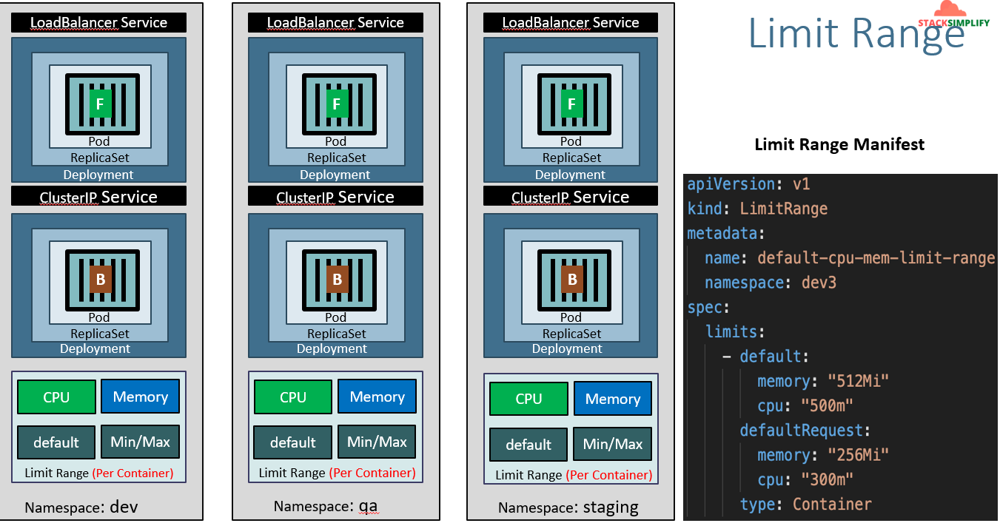 LoadBalancer Service
F
Pod
ReplicaSet
Deployment
ClusterIP Service
B
Pod
ReplicaSet
Deployment
CPU
Memory
default
Min/Max
Limit Range (Per Container)
Namespace: dev
LoadBalancer Service
F
Pod
ReplicaSet
Deployment
ClusterIP Service
B
Pod
ReplicaSet
Deployment
CPU
Memory
default
Min/Max
Limit Range (Per Container)
Namespace: qa
LoadBalancer Service
F
Pod
ReplicaSet
Deployment
ClusterIP Service
B
Pod
ReplicaSet
Deployment
CPU
Memory
default
Min/Max
Limit Range (Per Container)
Namespace: staging
STACKSIMPLIFY
Limit Range
Limit Range Manifest
apiVersion: v1
kind: LimitRange
metadata:
  name: default-cpu-mem-limit-range
  namespace: dev3
spec:
  limits:
    - default:
        memory: "512Mi"
        cpu: "500m"
      defaultRequest:
        memory: "256Mi"
        cpu: "300m"
      type: Container